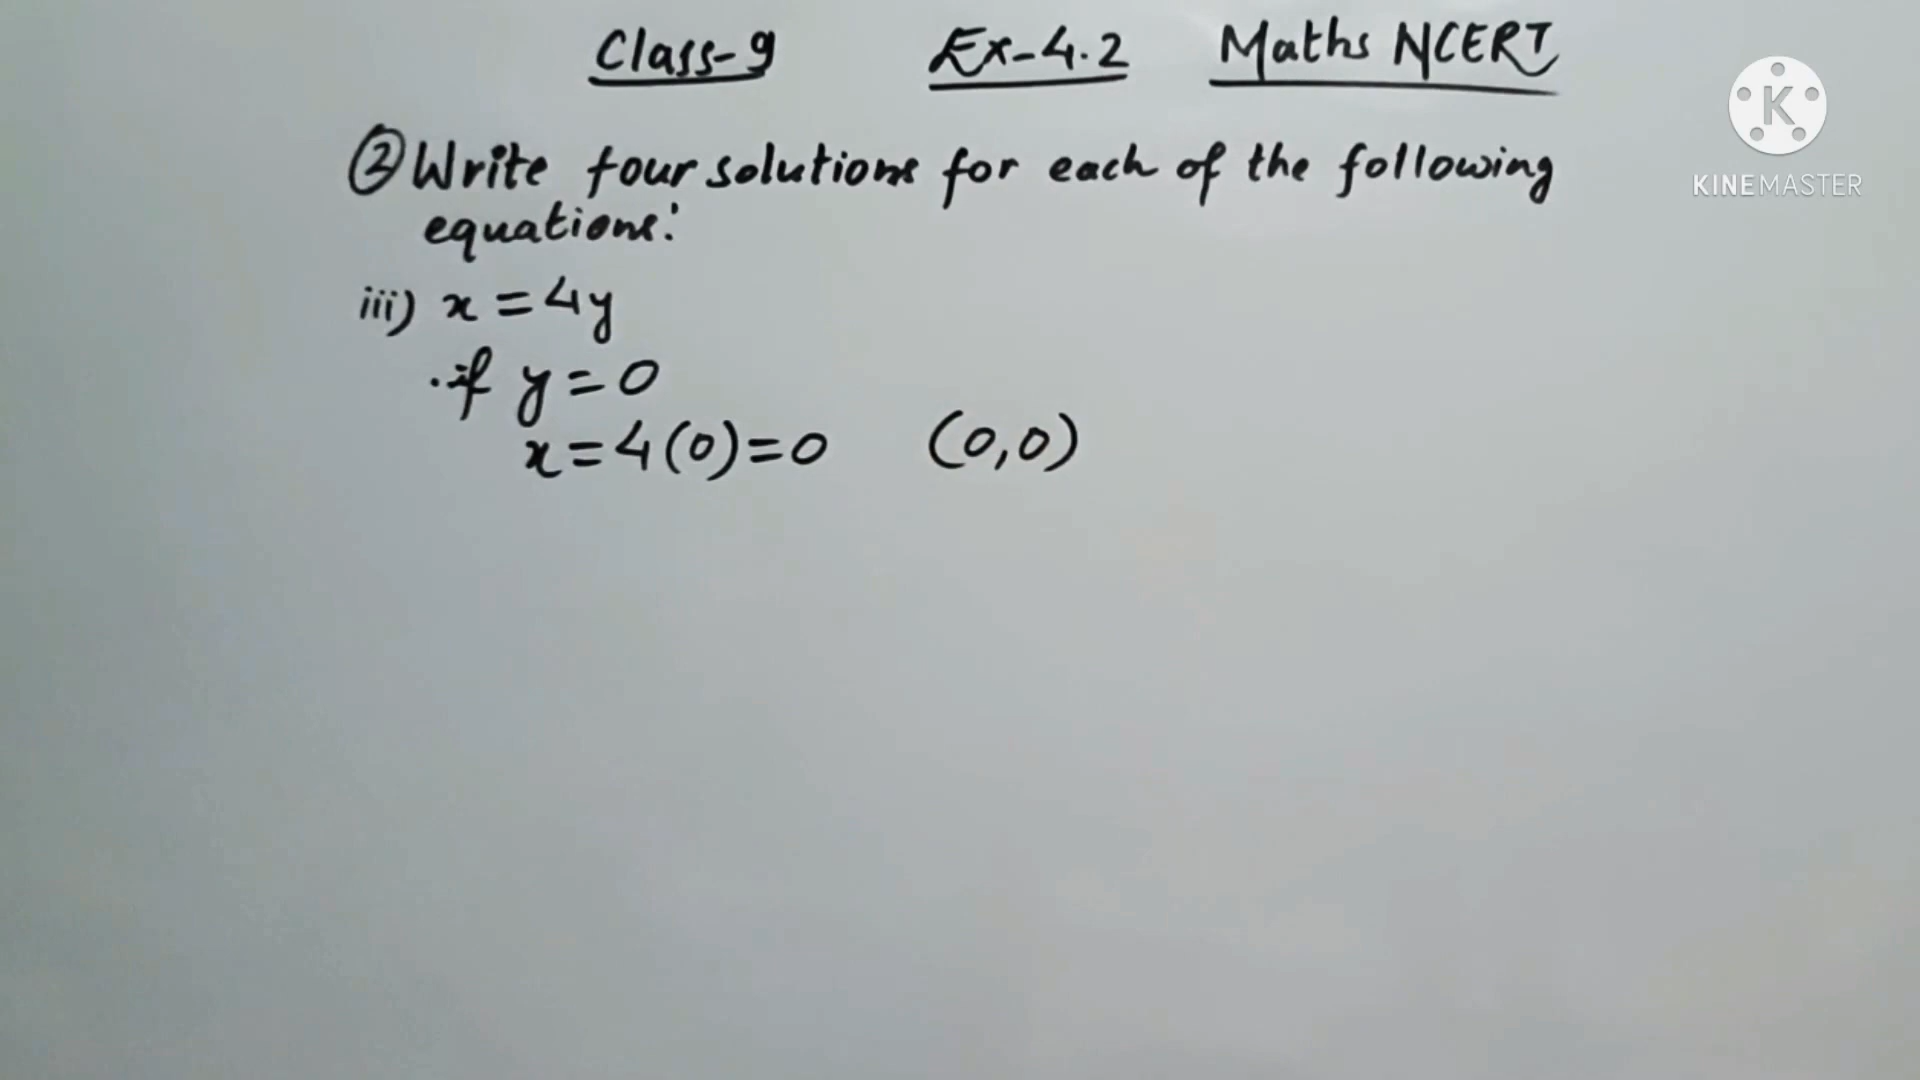 Class-9 Ex-4.2 Maths NCERT
K
KINEMASTER
② Write four solutions for each of the following
equations:
iii) x = 4y
. if y = 0
x = 4(0) = 0 (0,0)